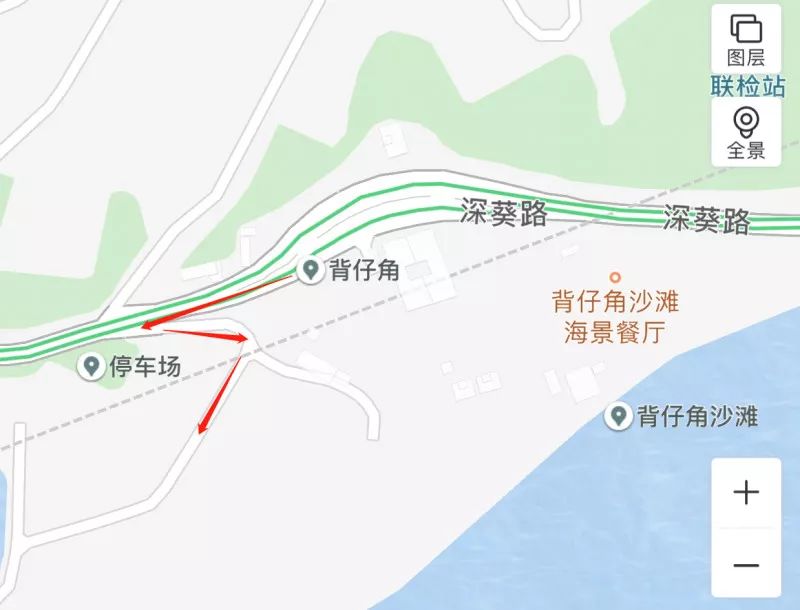 图层
联检站
全景
深葵路
深葵路
背仔角
背仔角沙滩
海景餐厅
停车场
背仔角沙滩